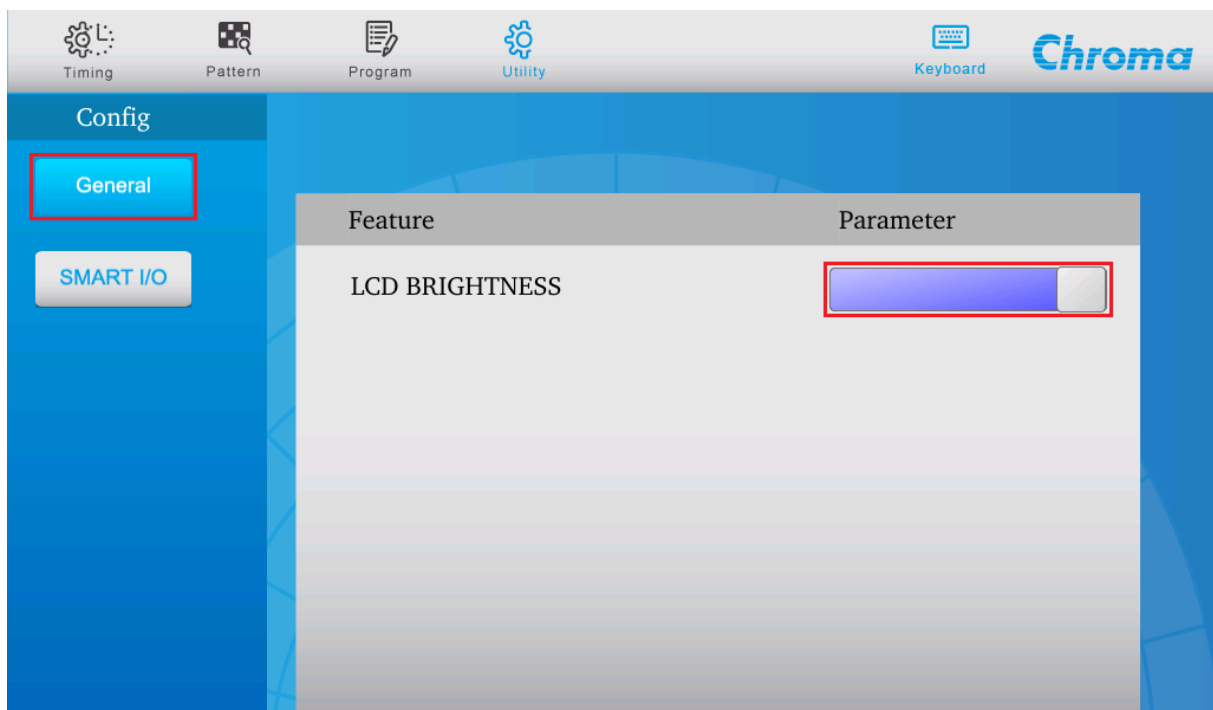 Timing Pattern Program Utility Keyboard Chroma
Config
General
SMART I/O
Feature Parameter
LCD BRIGHTNESS